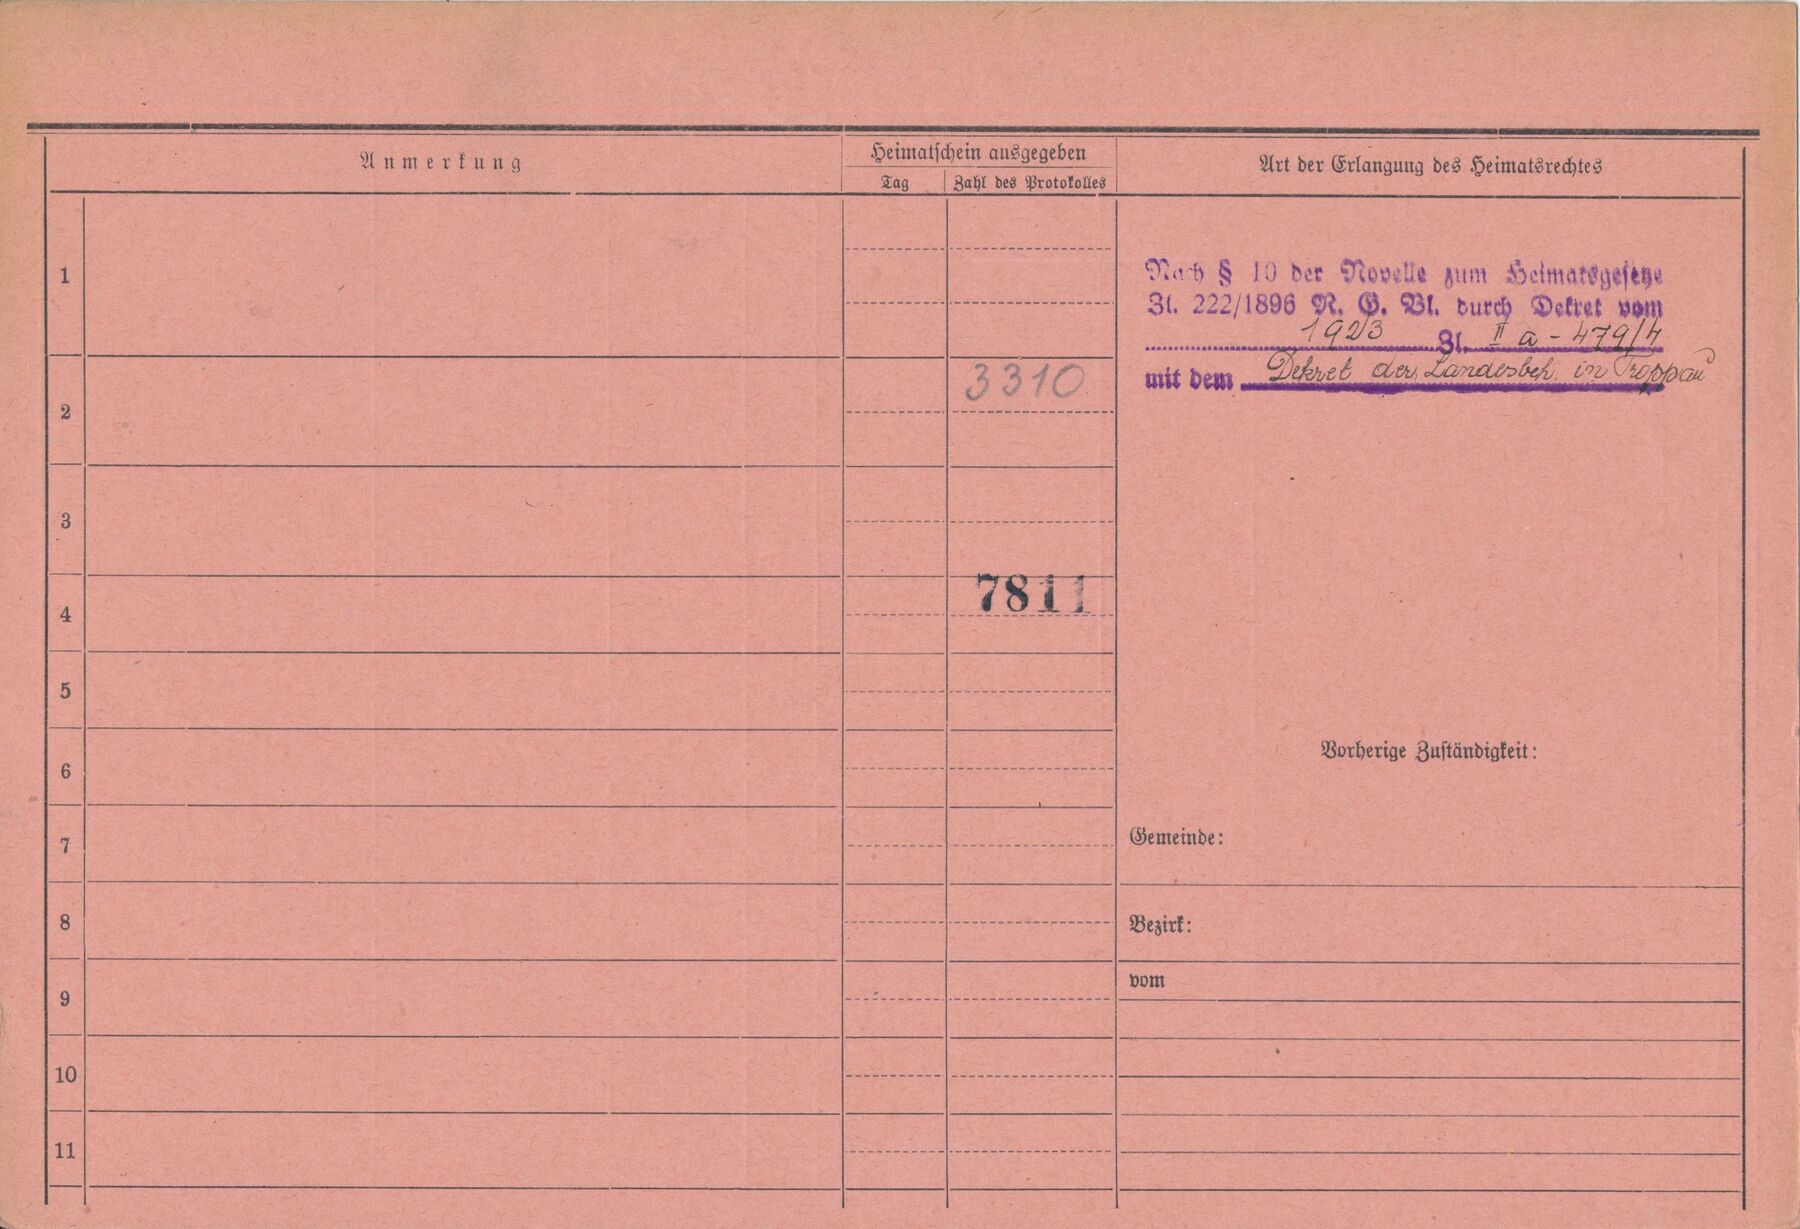 Anmerkung
Heimatschein ausgegeben
Tag
Zahl des Protokolles
Art der Erlangung des Heimatsrechtes
1
Nach § 10 der Novelle zum Heimatsgesetze
Zl. 222/1896 R. G. Bl. durch Dekret vom
1923 Zl. II a - 479/4
mit dem Dekret der Landesbeh. in Troppau
2
3310
3
4
7811
5
6
Vorherige Zuständigkeit:
7
Gemeinde:
8
Bezirk:
9
vom
10
11